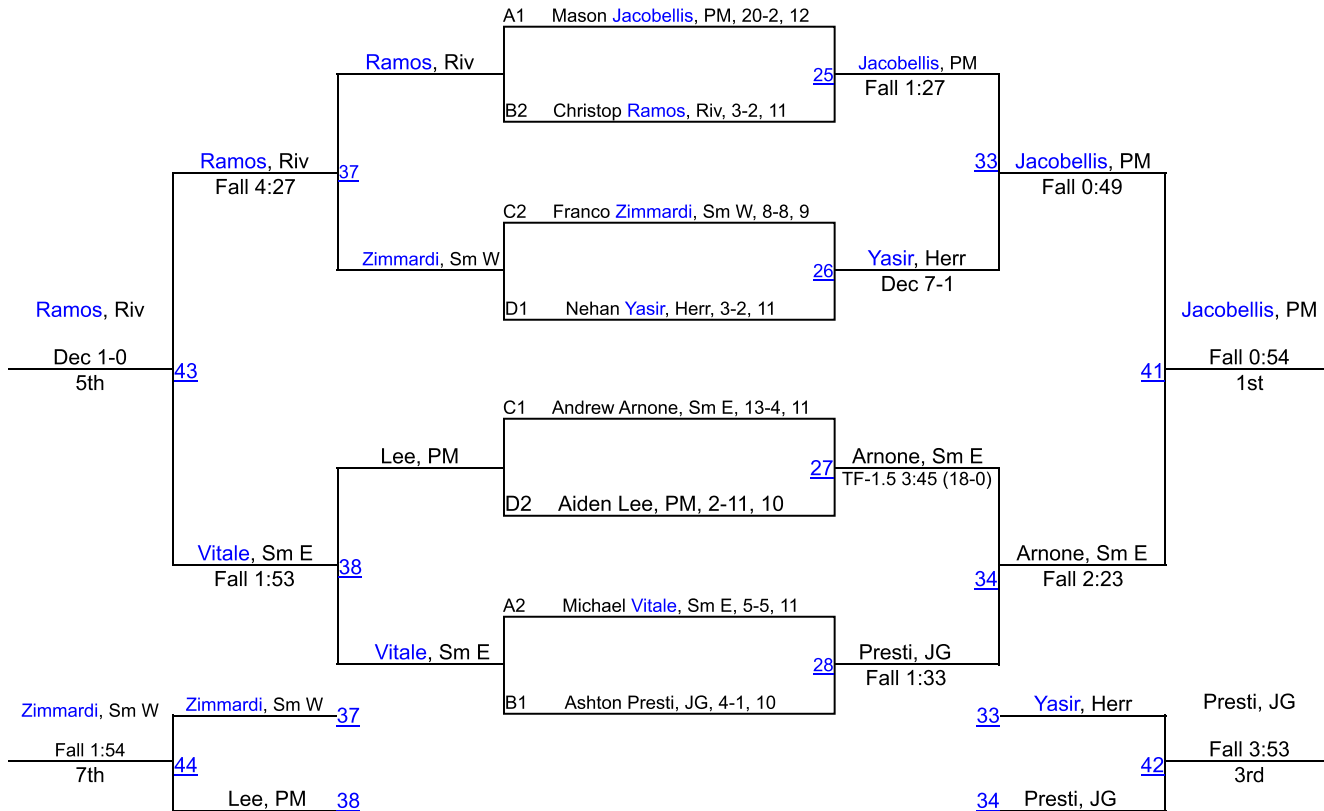 A1 Mason Jacobellis, PM, 20-2, 12
Ramos, Riv
25
Jacobellis, PM
Fall 1:27
B2 Christop Ramos, Riv, 3-2, 11
Ramos, Riv
Fall 4:27
37
33
Jacobellis, PM
Fall 0:49
C2 Franco Zimmardi, Sm W, 8-8, 9
Zimmardi, Sm W
26
Yasir, Herr
Dec 7-1
D1 Nehan Yasir, Herr, 3-2, 11
Ramos, Riv
Dec 1-0
5th
43
41
Jacobellis, PM
Fall 0:54
1st
C1 Andrew Arnone, Sm E, 13-4, 11
Lee, PM
27
Arnone, Sm E
TF-1.5 3:45 (18-0)
D2 Aiden Lee, PM, 2-11, 10
Vitale, Sm E
Fall 1:53
38
34
Arnone, Sm E
Fall 2:23
A2 Michael Vitale, Sm E, 5-5, 11
Vitale, Sm E
28
Presti, JG
Fall 1:33
B1 Ashton Presti, JG, 4-1, 10
Zimmardi, Sm W
Zimmardi, Sm W
37
33
Yasir, Herr
Presti, JG
Fall 1:54
7th
44
42
Fall 3:53
3rd
Lee, PM
38
34
Presti, JG